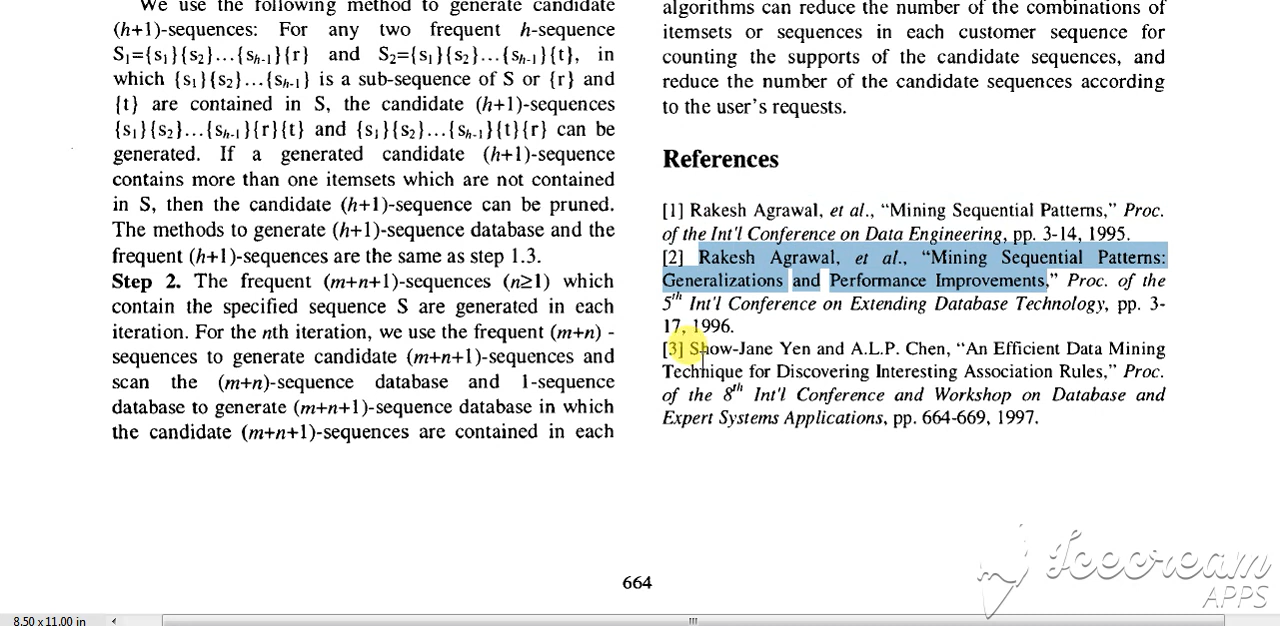 We use the following method to generate candidate
(h+1)-sequences: For any two frequent h-sequence
S1={s1}{s2}…{sh-1}{r} and S2={s1}{s2}…{sh-1}{t}, in
which {s1}{s2}…{sh-1} is a sub-sequence of S or {r} and
{t} are contained in S, the candidate (h+1)-sequences
{s1}{s2}…{sh-1}{r}{t} and {s1}{s2}…{sh-1}{t}{r} can be
generated. If a generated candidate (h+1)-sequence
contains more than one itemsets which are not contained
in S, then the candidate (h+1)-sequence can be pruned.
The methods to generate (h+1)-sequence database and the
frequent (h+1)-sequences are the same as step 1.3.
Step 2. The frequent (m+n+1)-sequences (n≥1) which
contain the specified sequence S are generated in each
iteration. For the nth iteration, we use the frequent (m+n) -
sequences to generate candidate (m+n+1)-sequences and
scan the (m+n)-sequence database and 1-sequence
database to generate (m+n+1)-sequence database in which
the candidate (m+n+1)-sequences are contained in each
algorithms can reduce the number of the combinations of
itemsets or sequences in each customer sequence for
counting the supports of the candidate sequences, and
reduce the number of the candidate sequences according
to the user's requests.
References
[1] Rakesh Agrawal, et al., “Mining Sequential Patterns,” Proc.
of the Int'l Conference on Data Engineering, pp. 3-14, 1995.
[2] Rakesh Agrawal, et al., “Mining Sequential Patterns:
Generalizations and Performance Improvements,” Proc. of the
5th Int'l Conference on Extending Database Technology, pp. 3-
17, 1996.
[3] Show-Jane Yen and A.L.P. Chen, “An Efficient Data Mining
Technique for Discovering Interesting Association Rules,” Proc.
of the 8th Int'l Conference and Workshop on Database and
Expert Systems Applications, pp. 664-669, 1997.
664
Icecream
APPS
8.50 x 11.00 in